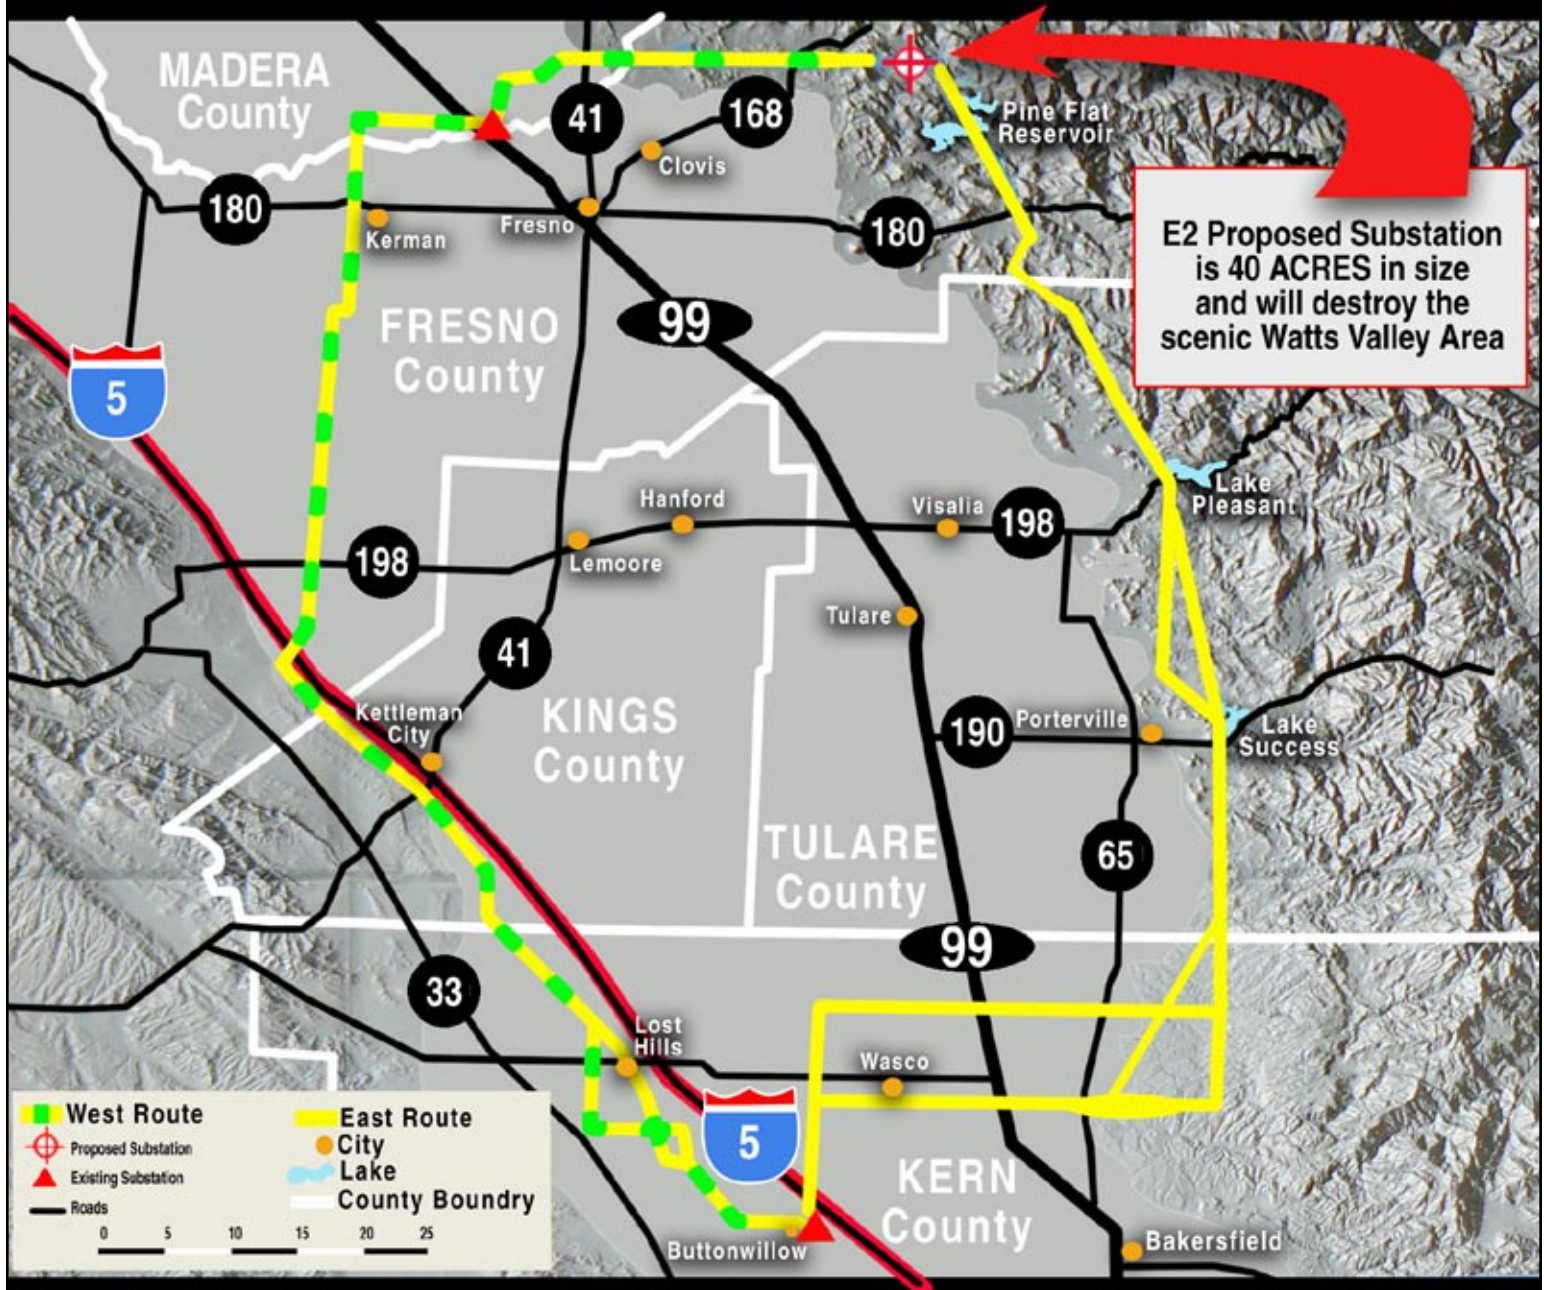 MADERA
County
41
168
Clovis
Pine Flat
Reservoir
180
Kerman
Fresno
180
E2 Proposed Substation
is 40 ACRES in size
and will destroy the
scenic Watts Valley Area
99
FRESNO
County
5
Hanford
Visalia
198
Lake
Pleasant
198
Lemoore
Tulare
41
Kettleman
City
KINGS
County
190
Porterville
Lake
Success
TULARE
County
65
99
33
Lost
Hills
Wasco
5
KERN
County
Buttonwillow
Bakersfield
West Route
East Route
Proposed Substation
City
Existing Substation
Lake
Roads
County Boundry
0 5 10 15 20 25